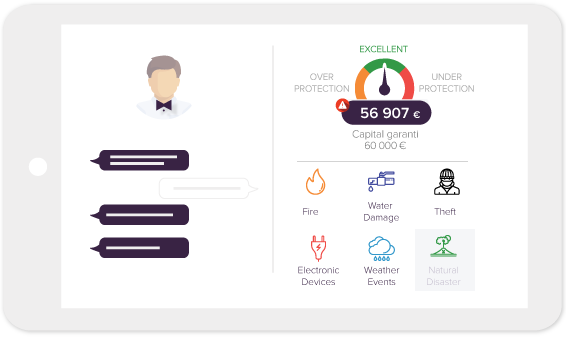 EXCELLENT
OVER
PROTECTION
UNDER
PROTECTION
56 907 €
Capital garanti
60 000 €
Fire
Water
Damage
Theft
Electronic
Devices
Weather
Events
Natural
Disaster